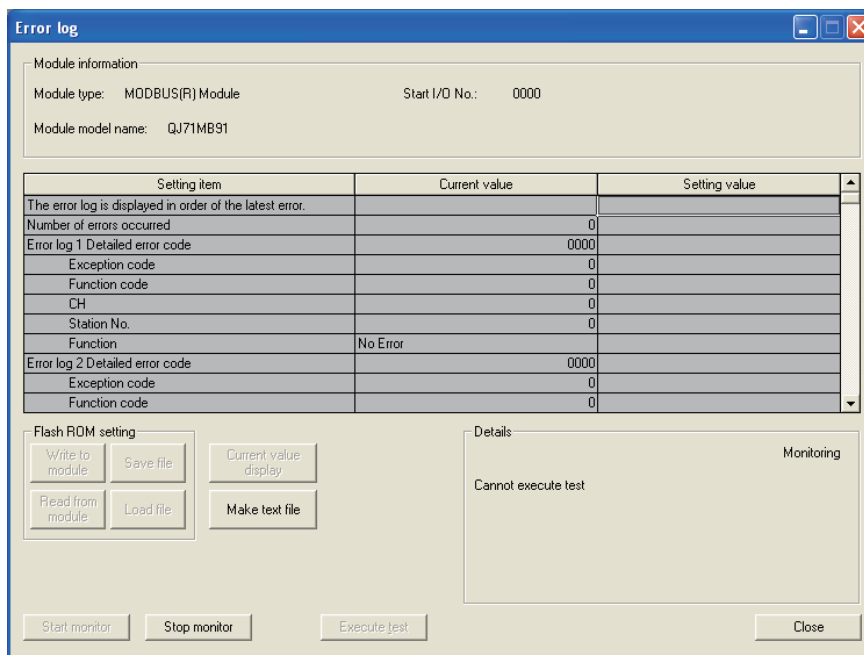 Error log
Module information
Module type: MODBUS(R) Module Start I/O No.: 0000
Module model name: QJ71MB91
Setting item Current value Setting value
The error log is displayed in order of the latest error.
Number of errors occurred 0
Error log 1 Detailed error code 0000
Exception code 0
Function code 0
CH 0
Station No. 0
Function No Error
Error log 2 Detailed error code 0000
Exception code 0
Function code 0
Flash ROM setting
Write to
module
Save file
Read from
module
Load file
Current value
display
Make text file
Details
Monitoring
Cannot execute test
Start monitor Stop monitor Execute test Close